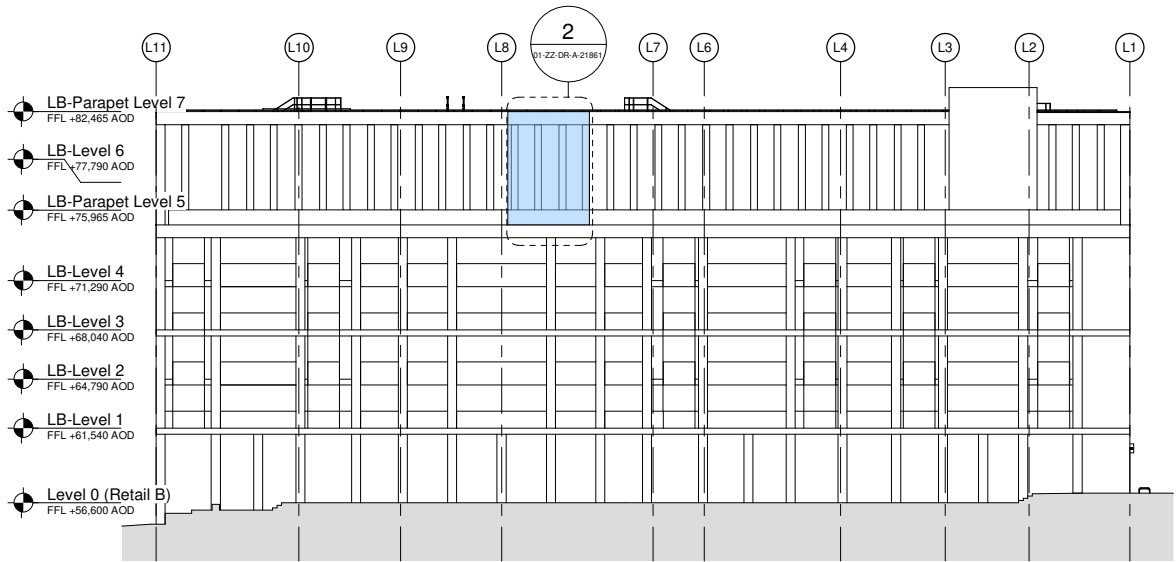 2
01-ZZ-DR-A-21861
L11
L10
L9
L8
L7
L6
L4
L3
L2
L1
LB-Parapet Level 7
FFL +82,465 AOD
LB-Level 6
FFL +77,790 AOD
LB-Parapet Level 5
FFL +75,965 AOD
LB-Level 4
FFL +71,290 AOD
LB-Level 3
FFL +68,040 AOD
LB-Level 2
FFL +64,790 AOD
LB-Level 1
FFL +61,540 AOD
Level 0 (Retail B)
FFL +56,600 AOD